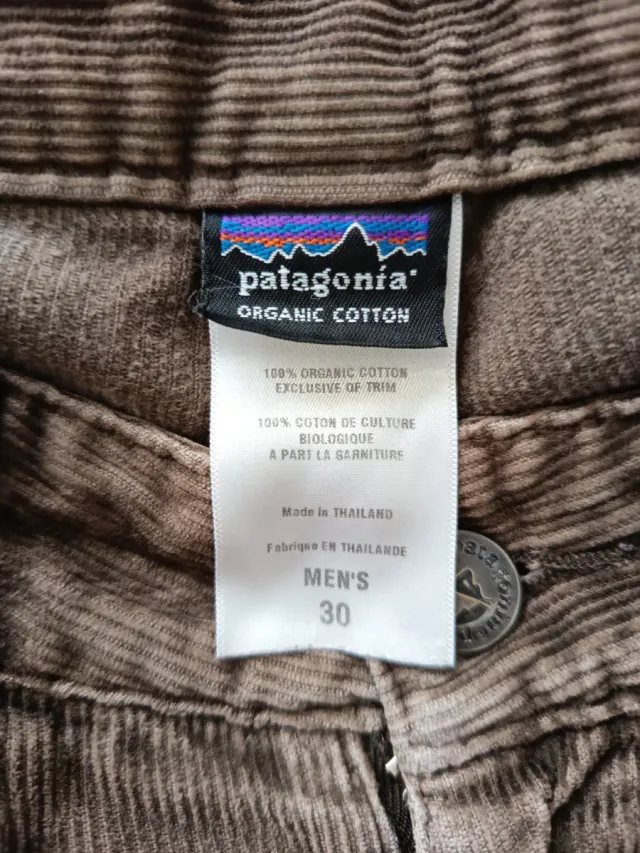 patagonia®
ORGANIC COTTON
100% ORGANIC COTTON
EXCLUSIVE OF TRIM
100% COTON DE CULTURE
BIOLOGIQUE
A PART LA GARNITURE
Made in THAILAND
Fabrique EN THAILANDE
MEN'S
30